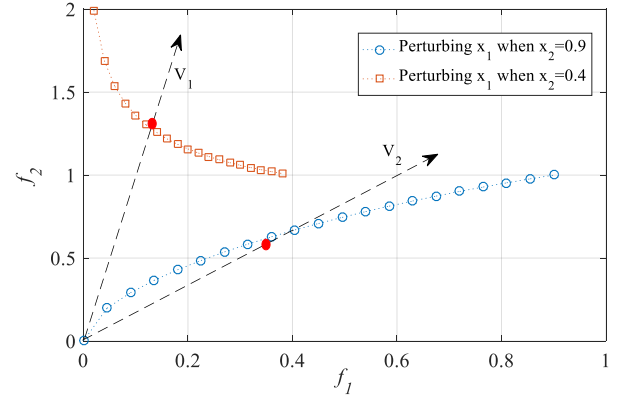 2
1.5
1
0.5
0
0
0.2
0.4
0.6
0.8
1
f2
f1
V1
V2
Perturbing x1 when x2=0.9
Perturbing x1 when x2=0.4